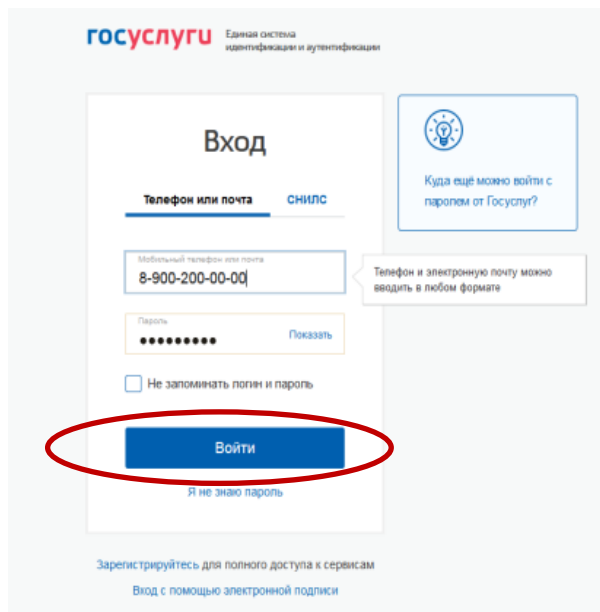 госуслуги
Единая система
идентификации и аутентификации
Вход
Телефон или почта
СНИЛС
Куда ещё можно войти с
паролем от Госуслуг?
Мобильный телефон или почта
8-900-200-00-00
Телефон и электронную почту можно
вводить в любом формате
Пароль
Показать
Не запоминать логин и пароль
Войти
Я не знаю пароль
Зарегистрируйтесь для полного доступа к сервисам
Вход с помощью электронной подписи